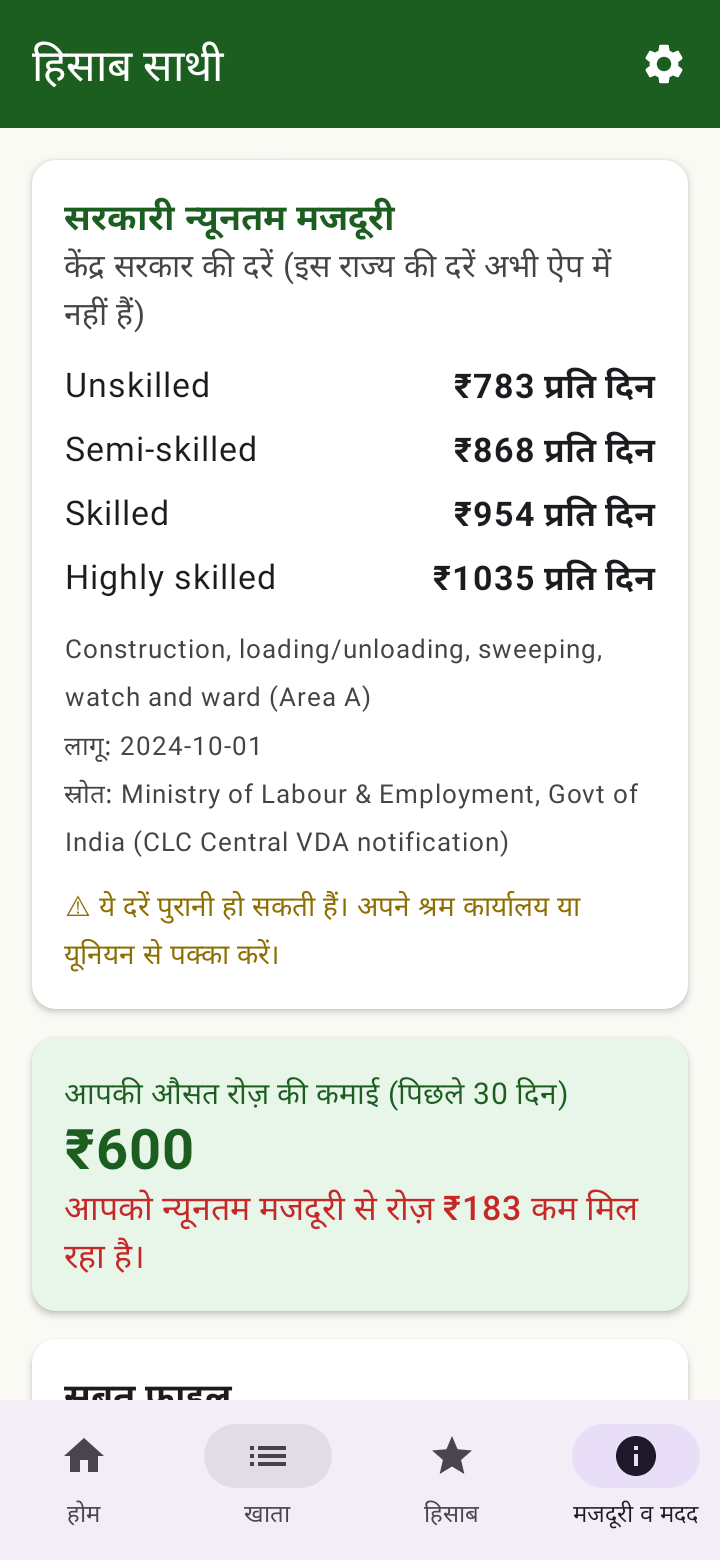 हिसाब साथी
सरकारी न्यूनतम मजदूरी
केंद्र सरकार की दरें (इस राज्य की दरें अभी ऐप में
नहीं हैं)
Unskilled ₹783 प्रति दिन
Semi-skilled ₹868 प्रति दिन
Skilled ₹954 प्रति दिन
Highly skilled ₹1035 प्रति दिन
Construction, loading/unloading, sweeping,
watch and ward (Area A)
लागू: 2024-10-01
स्रोत: Ministry of Labour & Employment, Govt of
India (CLC Central VDA notification)
⚠ ये दरें पुरानी हो सकती हैं। अपने श्रम कार्यालय या
यूनियन से पक्का करें।
आपकी औसत रोज़ की कमाई (पिछले 30 दिन)
₹600
आपको न्यूनतम मजदूरी से रोज़ ₹183 कम मिल
रहा है।
सबूत फ़ाइल
होम खाता हिसाब मजदूरी व मदद